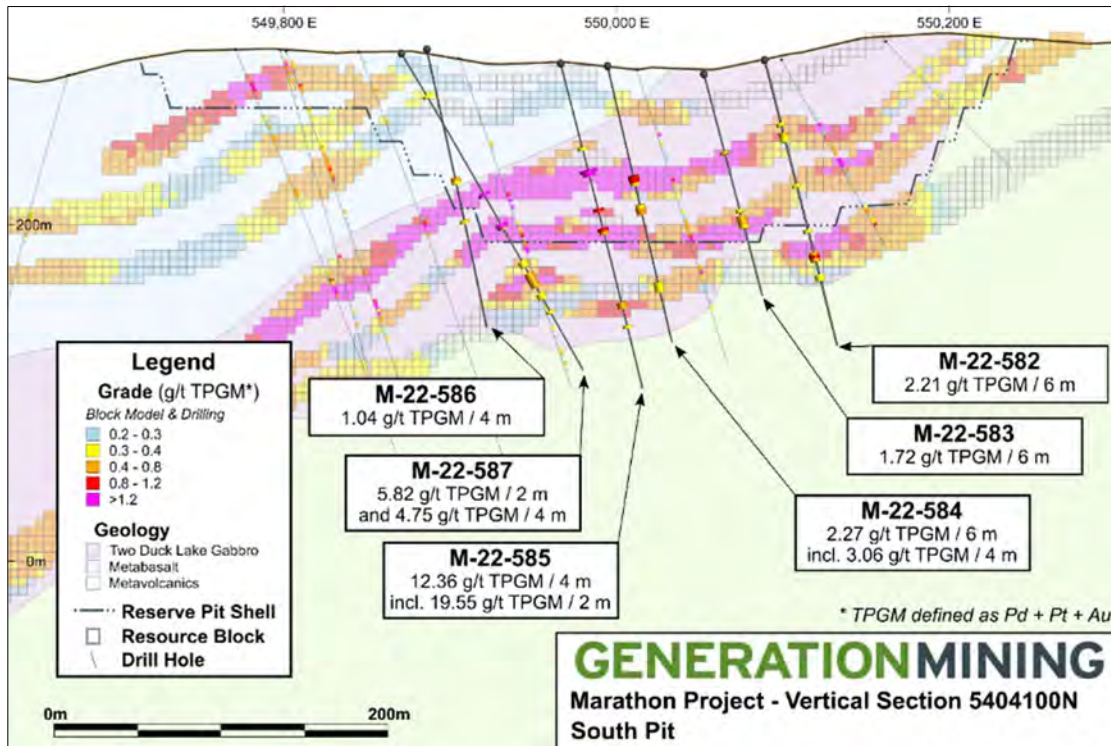 549,800 E
550,000 E
550,200 E
200m
0m
Legend
Grade (g/t TPGM*)
Block Model & Drilling
0.2 - 0.3
0.3 - 0.4
0.4 - 0.8
0.8 - 1.2
>1.2
Geology
Two Duck Lake Gabbro
Metabasalt
Metavolcanics
Reserve Pit Shell
Resource Block
Drill Hole
M-22-586
1.04 g/t TPGM / 4 m
M-22-587
5.82 g/t TPGM / 2 m
and 4.75 g/t TPGM / 4 m
M-22-585
12.36 g/t TPGM / 4 m
incl. 19.55 g/t TPGM / 2 m
M-22-582
2.21 g/t TPGM / 6 m
M-22-583
1.72 g/t TPGM / 6 m
M-22-584
2.27 g/t TPGM / 6 m
incl. 3.06 g/t TPGM / 4 m
* TPGM defined as Pd + Pt + Au
GENERATIONMINING
Marathon Project - Vertical Section 5404100N
South Pit
0m
200m